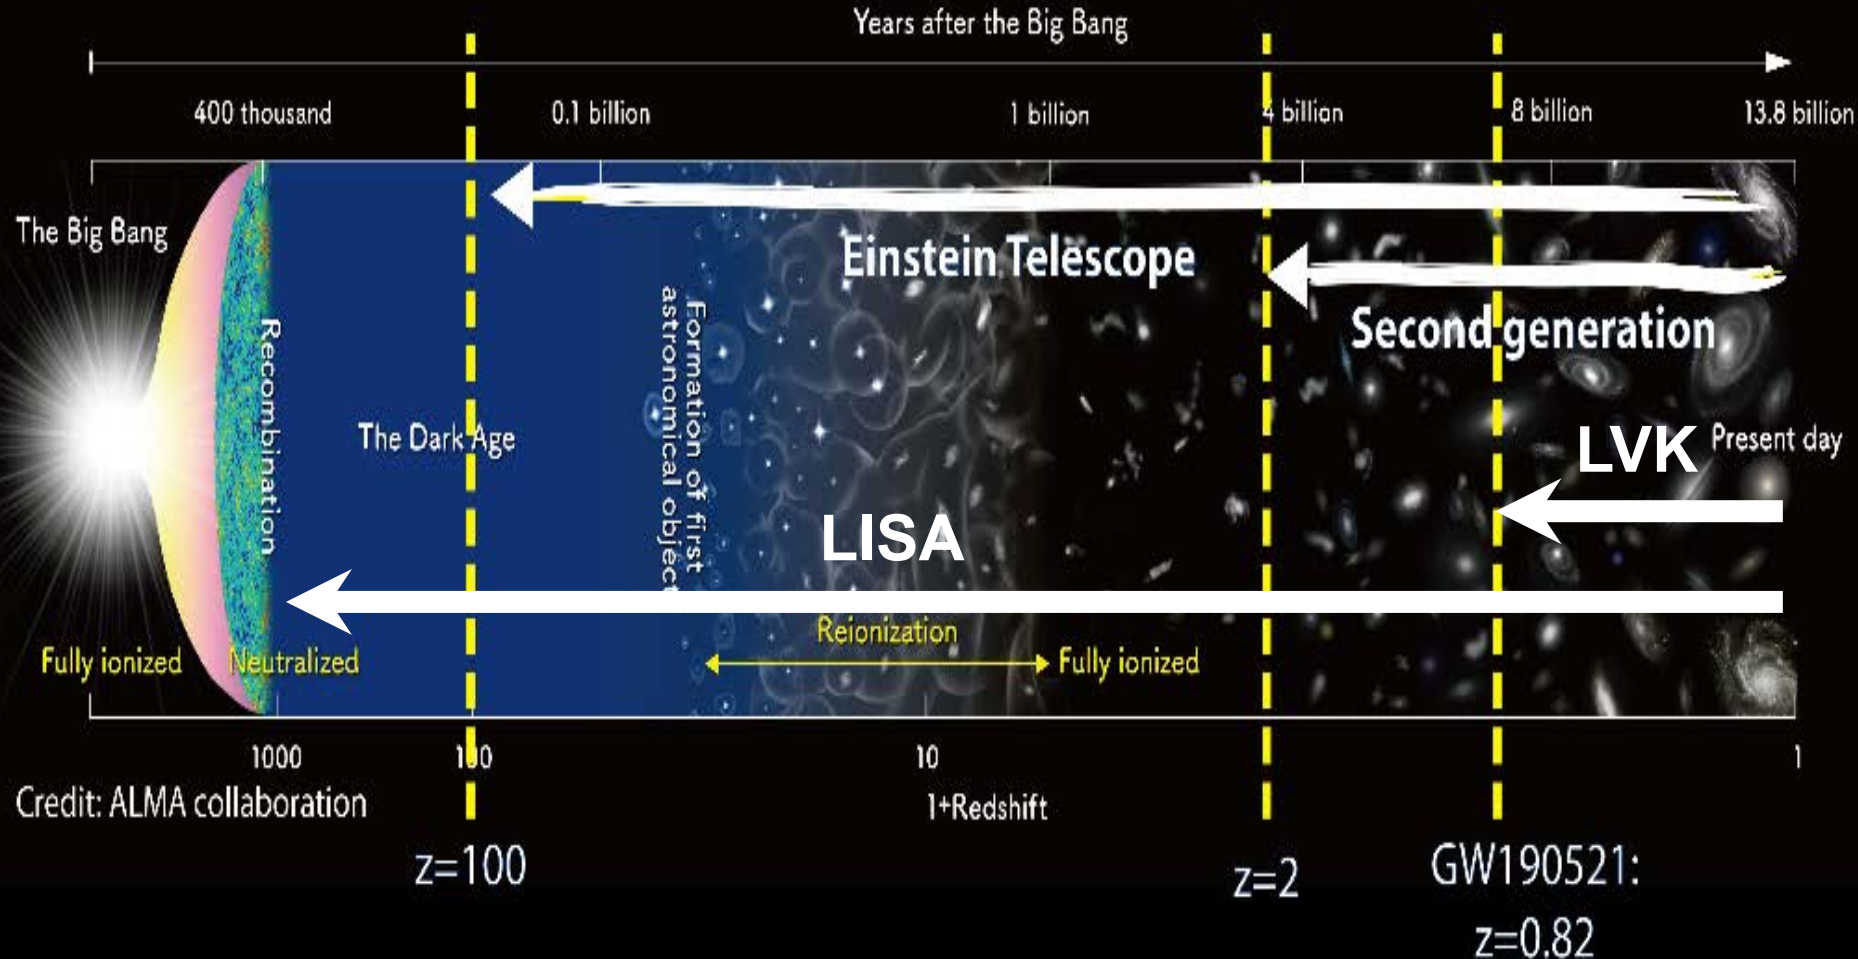 Years after the Big Bang
400 thousand 0.1 billion 1 billion 4 billion 8 billion 13.8 billion
The Big Bang
Einstein Telescope
Second generation
Recombination
Formation of first
astronomical object
The Dark Age
LVK
Present day
LISA
Reionization
Fully ionized
Neutralized
Fully ionized
1000 100 10 1
Credit: ALMA collaboration
1+Redshift
z=100
z=2
GW190521:
z=0.82